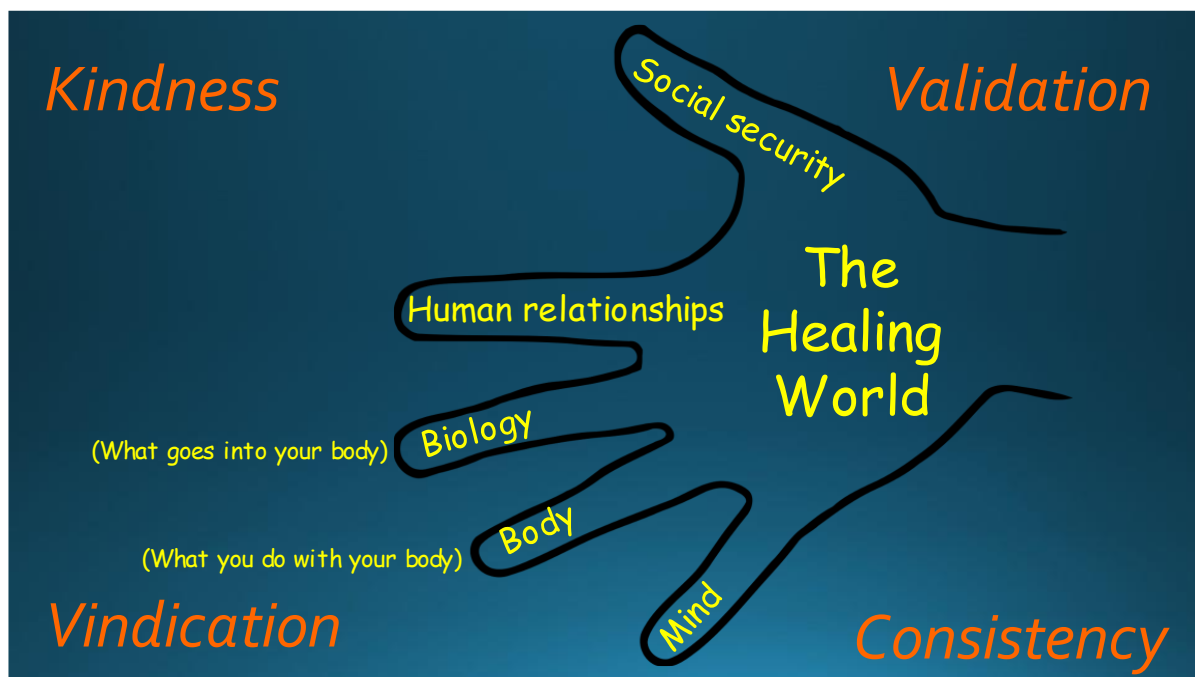 Kindness
Validation
Social security
The
Healing
World
Human relationships
Biology
(What goes into your body)
Body
(What you do with your body)
Mind
Vindication
Consistency